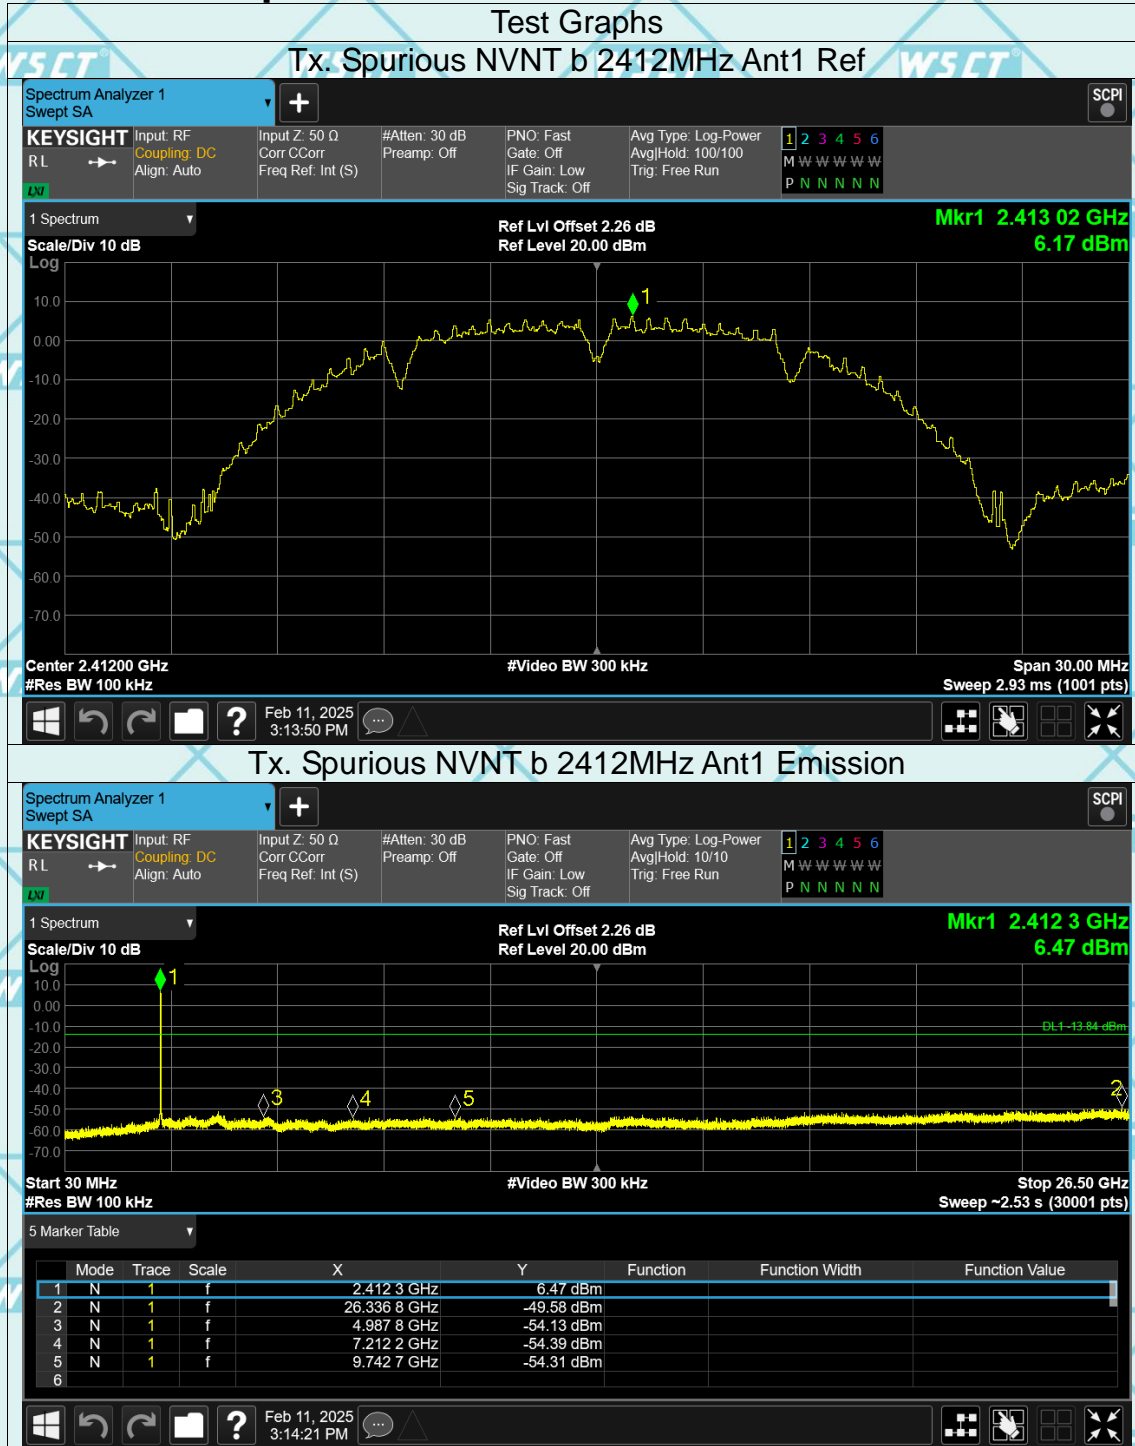 Test Graphs
Tx. Spurious NVNT b 2412MHz Ant1 Ref
WSCT®
WSCT®
Spectrum Analyzer 1
Swept SA
+
SCPI
KEYSIGHT
RL
LXI
Input: RF
Coupling: DC
Align: Auto
Input Z: 50 Ω
Corr CCorr
Freq Ref: Int (S)
#Atten: 30 dB
Preamp: Off
PNO: Fast
Gate: Off
IF Gain: Low
Sig Track: Off
Avg Type: Log-Power
Avg|Hold: 100/100
Trig: Free Run
1 2 3 4 5 6
M W W W W W
P N N N N N
1 Spectrum
Scale/Div 10 dB
Ref Lvl Offset 2.26 dB
Ref Level 20.00 dBm
Mkr1 2.413 02 GHz
6.17 dBm
Log
10.0
0.00
-10.0
-20.0
-30.0
-40.0
-50.0
-60.0
-70.0
1
Center 2.41200 GHz
#Res BW 100 kHz
#Video BW 300 kHz
Span 30.00 MHz
Sweep 2.93 ms (1001 pts)
?
Feb 11, 2025
3:13:50 PM
Tx. Spurious NVNT b 2412MHz Ant1 Emission
Spectrum Analyzer 1
Swept SA
+
SCPI
KEYSIGHT
RL
LXI
Input: RF
Coupling: DC
Align: Auto
Input Z: 50 Ω
Corr CCorr
Freq Ref: Int (S)
#Atten: 30 dB
Preamp: Off
PNO: Fast
Gate: Off
IF Gain: Low
Sig Track: Off
Avg Type: Log-Power
Avg|Hold: 10/10
Trig: Free Run
1 2 3 4 5 6
M W W W W W
P N N N N N
1 Spectrum
Scale/Div 10 dB
Ref Lvl Offset 2.26 dB
Ref Level 20.00 dBm
Mkr1 2.412 3 GHz
6.47 dBm
Log
10.0
0.00
-10.0
-20.0
-30.0
-40.0
-50.0
-60.0
-70.0
1
DL1 -13.84 dBm
3
4
5
2
Start 30 MHz
#Res BW 100 kHz
#Video BW 300 kHz
Stop 26.50 GHz
Sweep ~2.53 s (30001 pts)
5 Marker Table
Mode Trace Scale X Y Function Function Width Function Value
1 N 1 f 2.412 3 GHz 6.47 dBm
2 N 1 f 26.336 8 GHz -49.58 dBm
3 N 1 f 4.987 8 GHz -54.13 dBm
4 N 1 f 7.212 2 GHz -54.39 dBm
5 N 1 f 9.742 7 GHz -54.31 dBm
6
?
Feb 11, 2025
3:14:21 PM